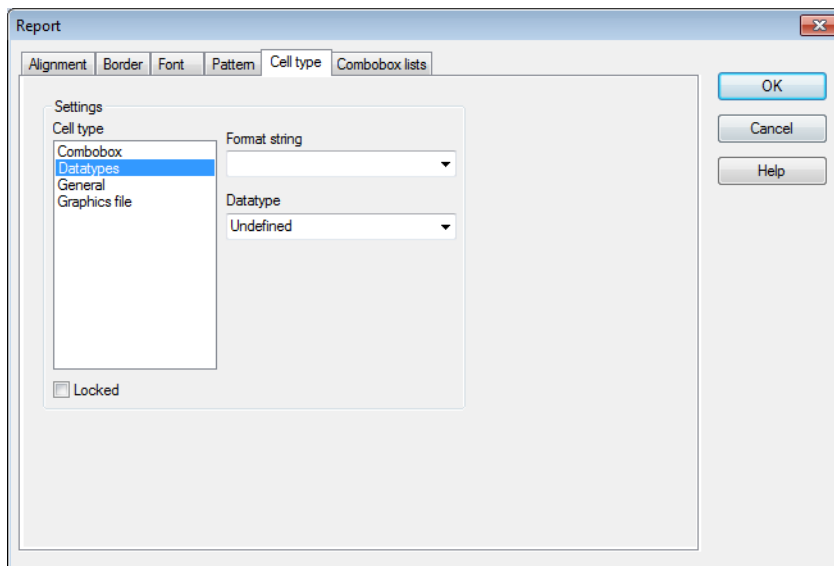 Report
Alignment Border Font Pattern Cell type Combobox lists
OK
Cancel
Help
Settings
Cell type
Combobox
Datatypes
General
Graphics file
Format string
Datatype
Undefined
Locked